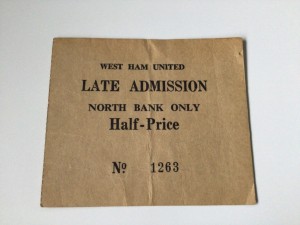 WEST HAM UNITED
LATE ADMISSION
NORTH BANK ONLY
Half-Price
No 1263